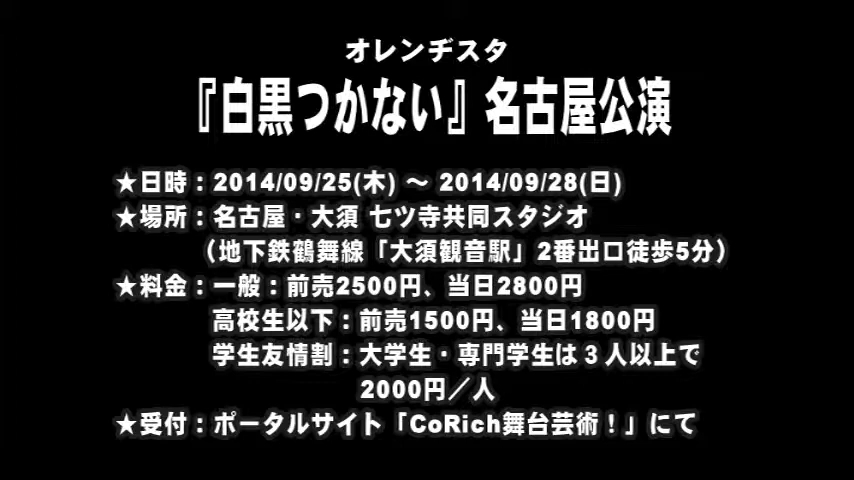 オレンヂスタ
『白黒つかない』名古屋公演
★日時：2014/09/25(木) ～ 2014/09/28(日)
★場所：名古屋・大須 七ツ寺共同スタジオ
（地下鉄鶴舞線「大須観音駅」2番出口徒歩5分）
★料金：一般：前売2500円、当日2800円
高校生以下：前売1500円、当日1800円
学生友情割：大学生・専門学生は３人以上で
2000円／人
★受付：ポータルサイト「CoRich舞台芸術！」にて